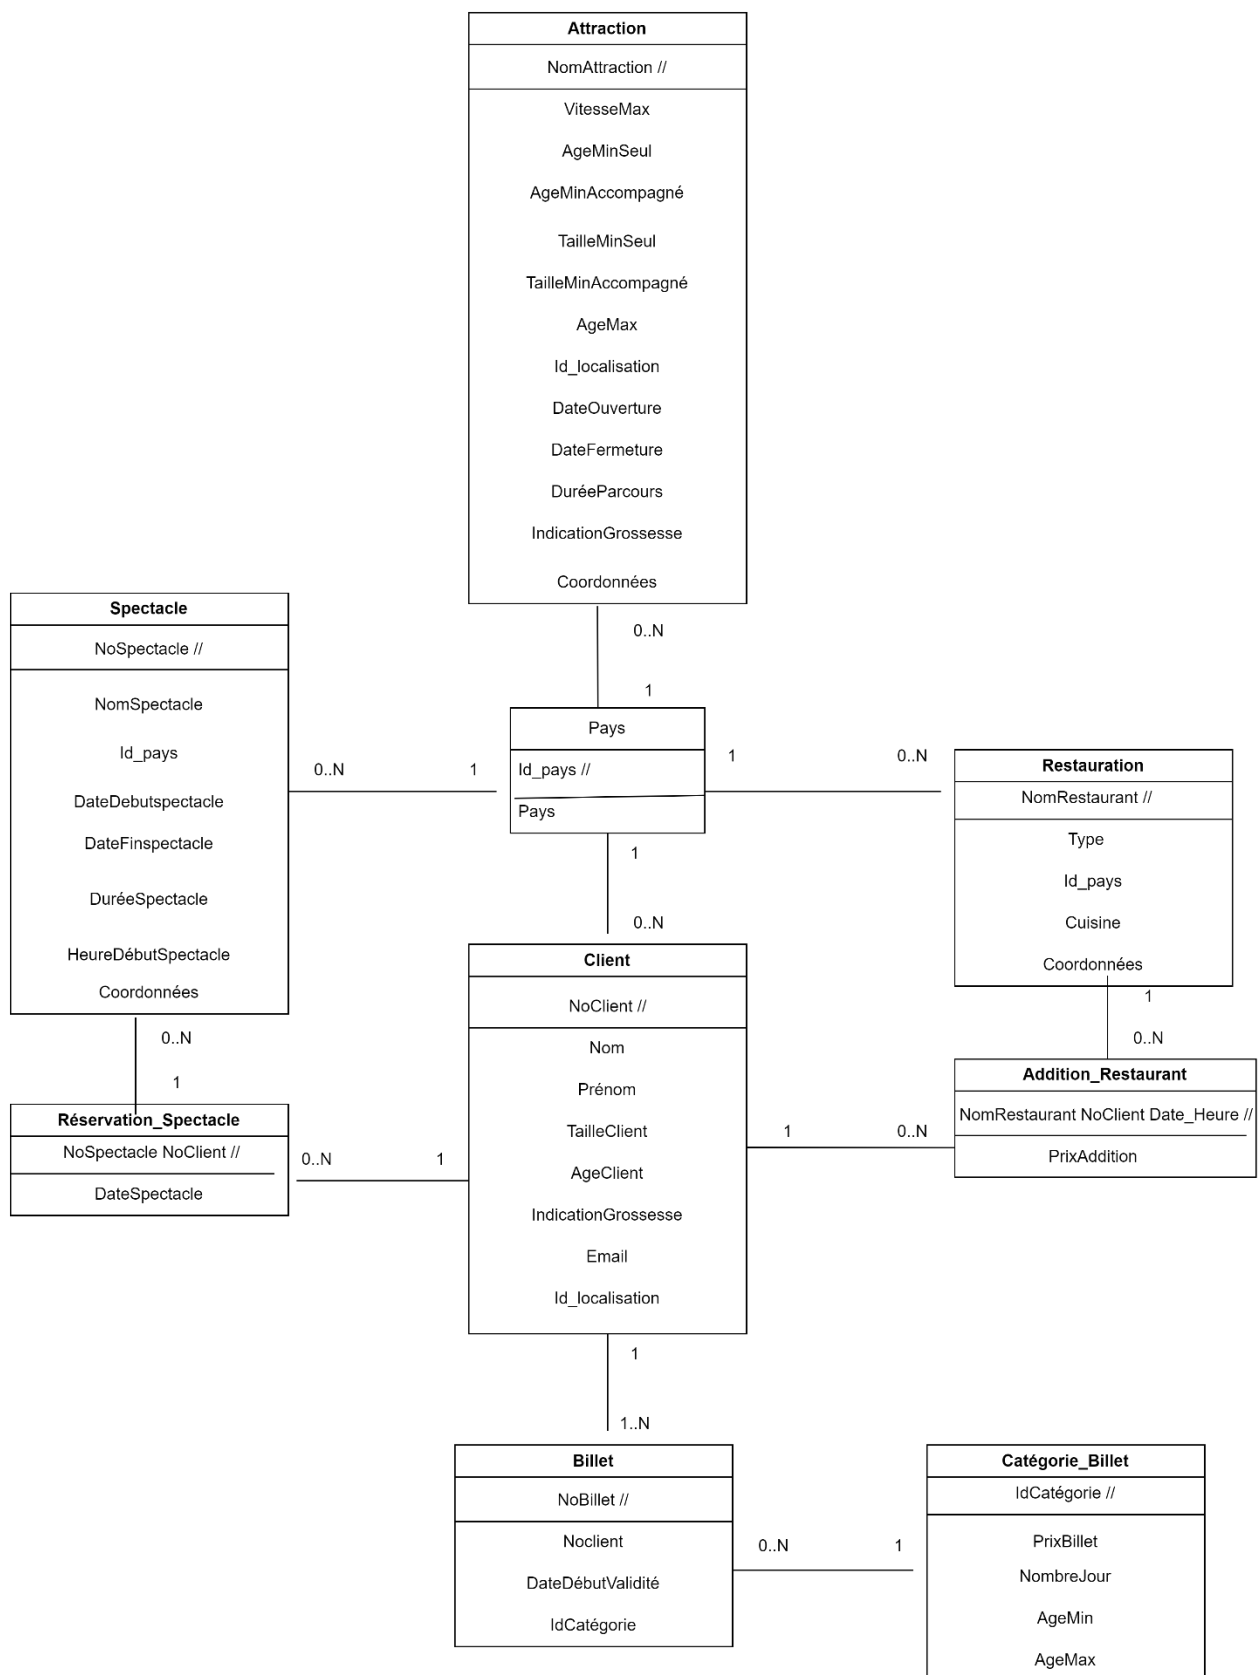 Attraction
NomAttraction //
VitesseMax
AgeMinSeul
AgeMinAccompagné
TailleMinSeul
TailleMinAccompagné
AgeMax
Id_localisation
DateOuverture
DateFermeture
DuréeParcours
IndicationGrossesse
Coordonnées
0..N
1
Spectacle
NoSpectacle //
NomSpectacle
Id_pays
DateDebutspectacle
DateFinspectacle
DuréeSpectacle
HeureDébutSpectacle
Coordonnées
0..N
1
Pays
Id_pays //
Pays
1
0..N
Restauration
NomRestaurant //
Type
Id_pays
Cuisine
Coordonnées
1
0..N
1
0..N
Client
NoClient //
Nom
Prénom
TailleClient
AgeClient
IndicationGrossesse
Email
Id_localisation
0..N
1
Réservation_Spectacle
NoSpectacle NoClient //
DateSpectacle
0..N
1
1
0..N
Addition_Restaurant
NomRestaurant NoClient Date_Heure //
PrixAddition
1
1..N
Billet
NoBillet //
Noclient
DateDébutValidité
IdCatégorie
0..N
1
Catégorie_Billet
IdCatégorie //
PrixBillet
NombreJour
AgeMin
AgeMax